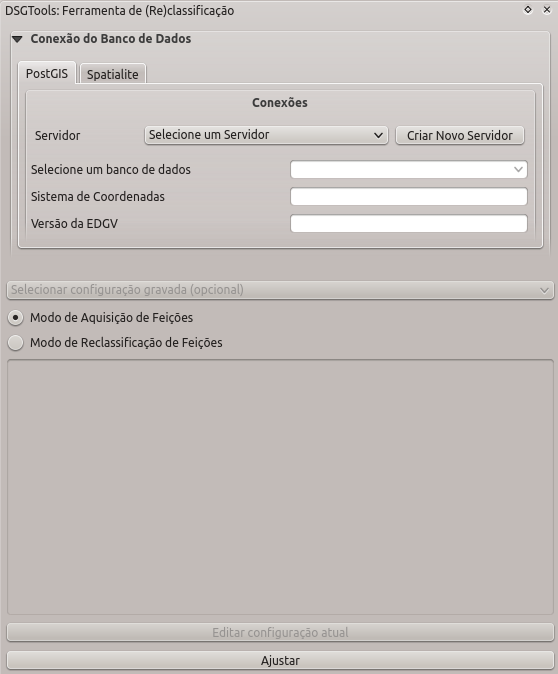 DSGTools: Ferramenta de (Re)classificação
Conexão do Banco de Dados
PostGIS Spatialite
Conexões
Servidor Selecione um Servidor Criar Novo Servidor
Selecione um banco de dados
Sistema de Coordenadas
Versão da EDGV
Selecionar configuração gravada (opcional)
Modo de Aquisição de Feições
Modo de Reclassificação de Feições
Editar configuração atual
Ajustar